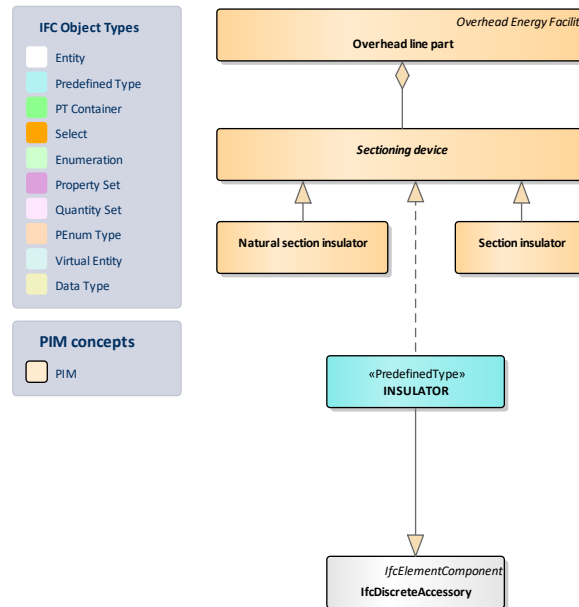 IFC Object Types
Entity
Predefined Type
PT Container
Select
Enumeration
Property Set
Quantity Set
PEnum Type
Virtual Entity
Data Type
PIM concepts
PIM
Overhead Energy Facilit
Overhead line part
Sectioning device
Natural section insulator
Section insulator
«PredefinedType»
INSULATOR
IfcElementComponent
IfcDiscreteAccessory